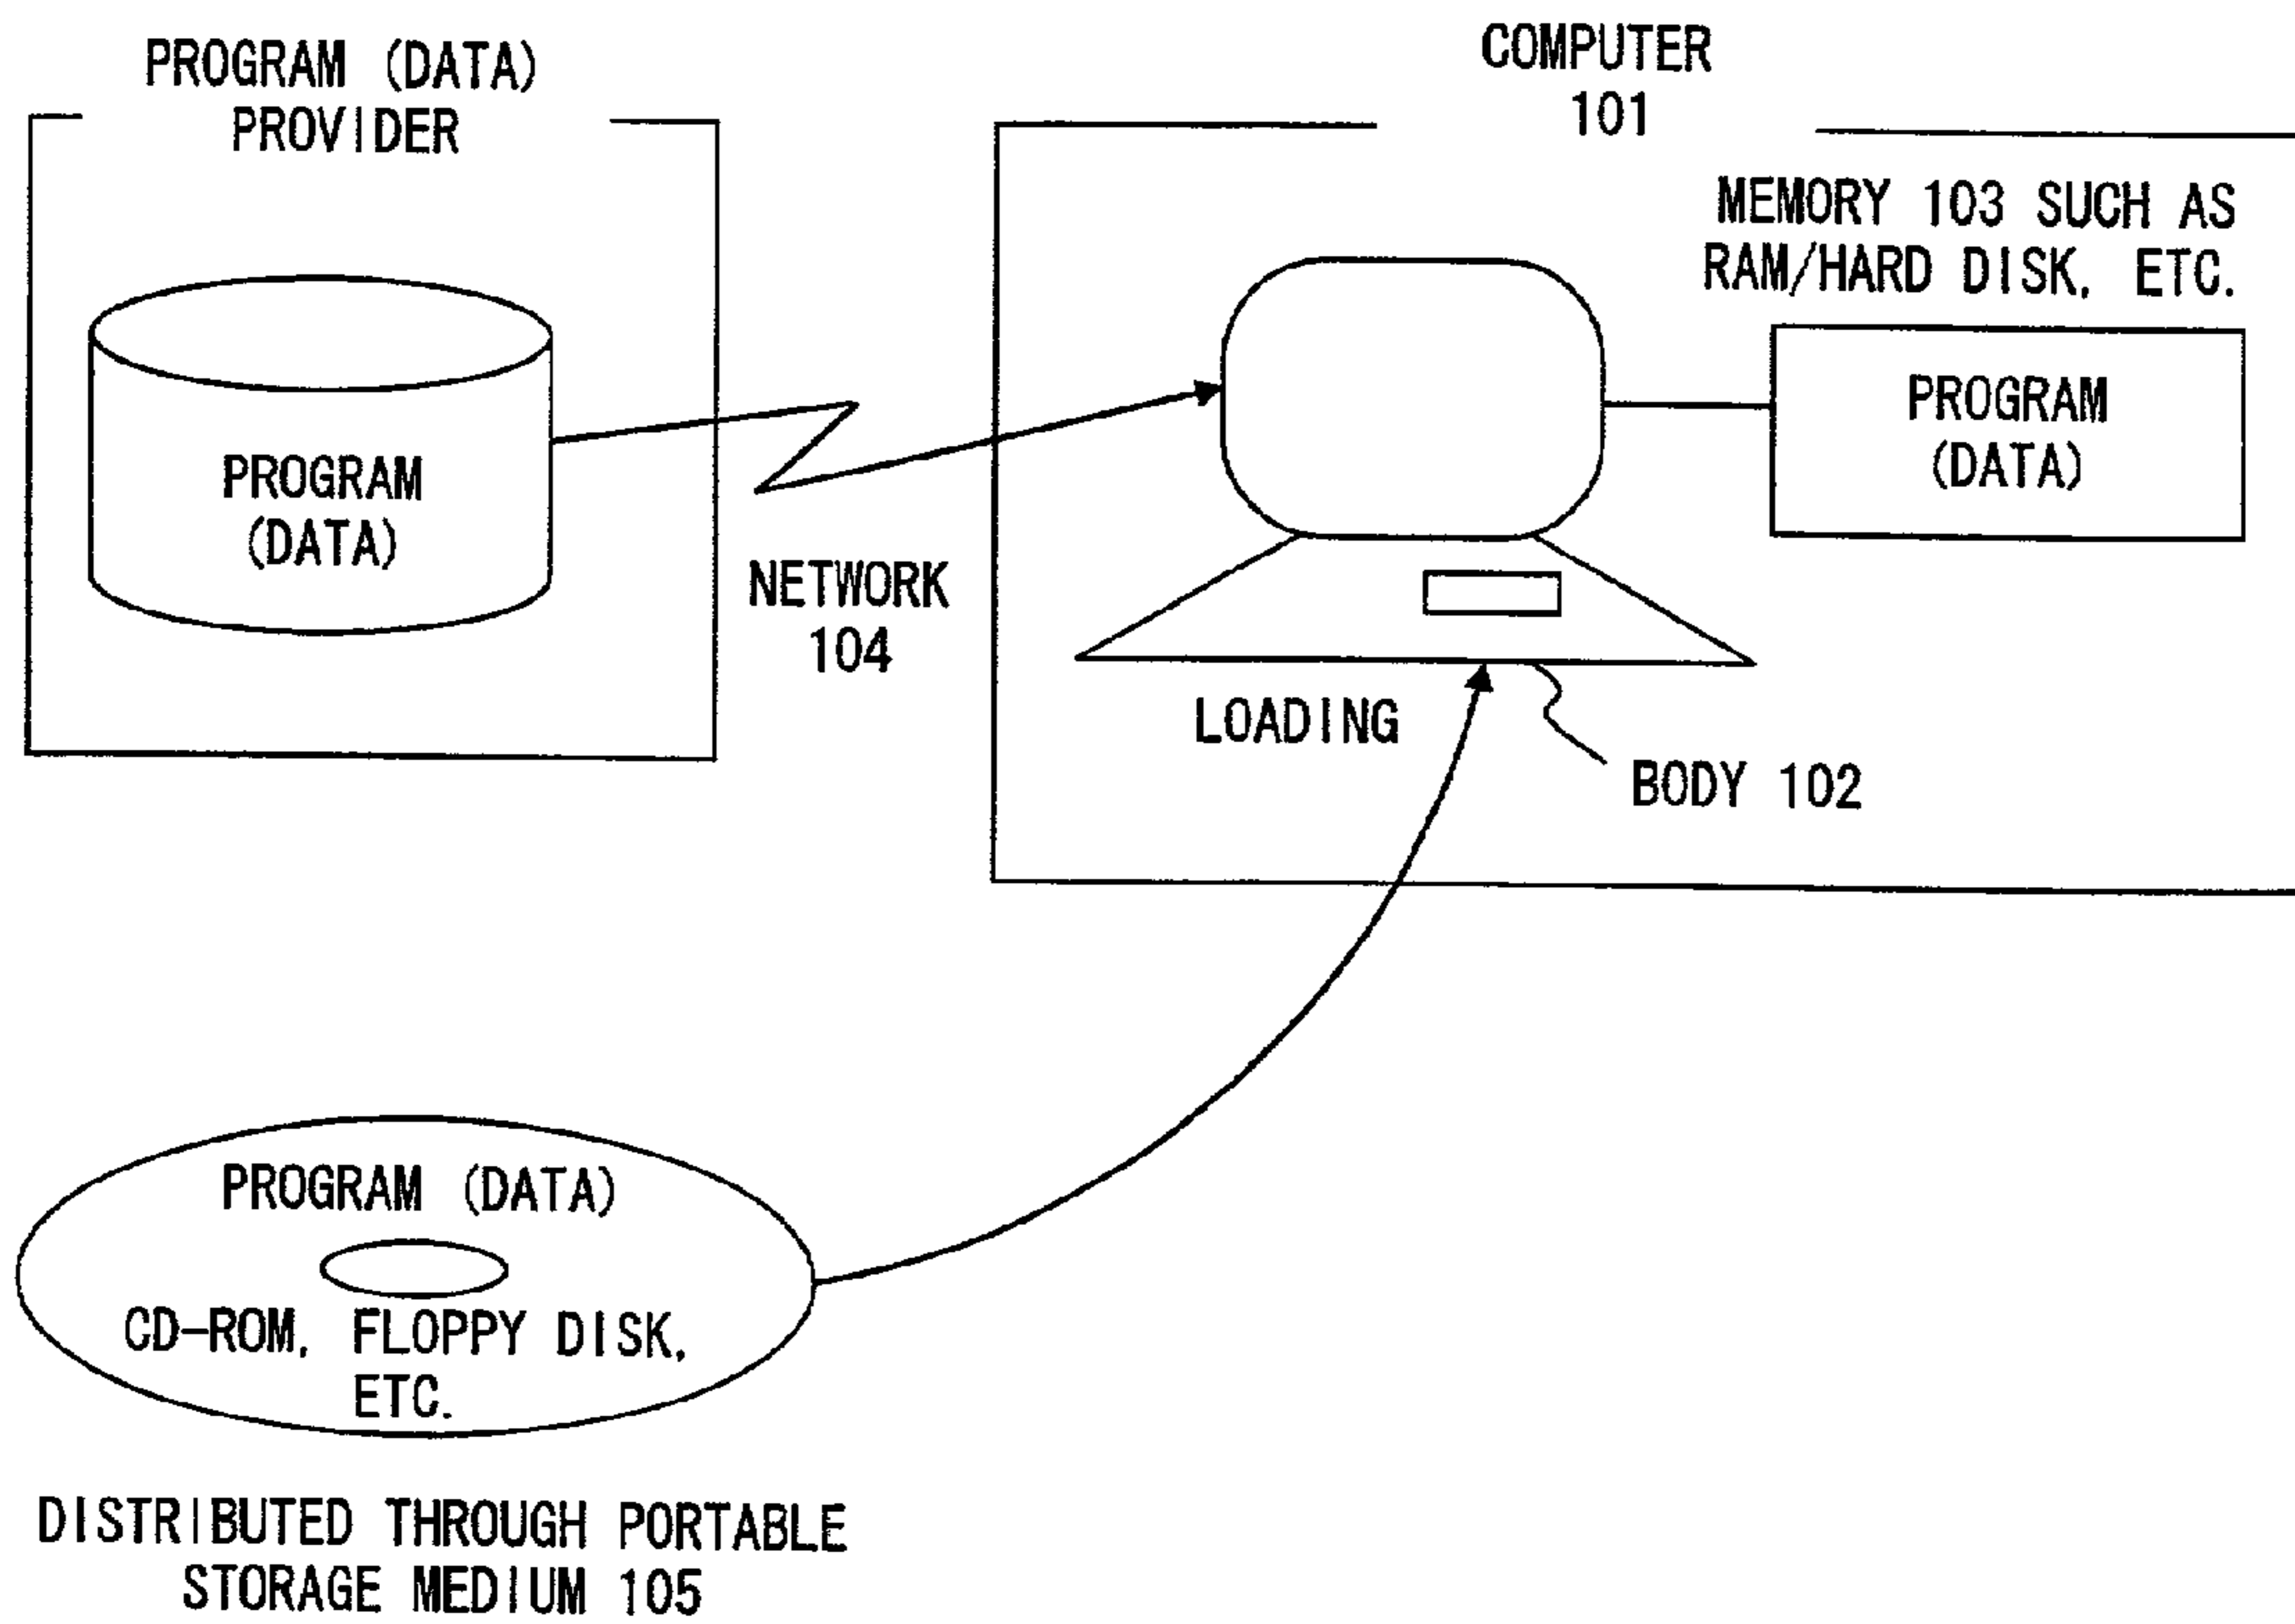 PROGRAM (DATA)
PROVIDER
PROGRAM
(DATA)
NETWORK
104
COMPUTER
101
MEMORY 103 SUCH AS
RAM/HARD DISK, ETC.
PROGRAM
(DATA)
LOADING
BODY 102
PROGRAM (DATA)
CD-ROM, FLOPPY DISK,
ETC.
DISTRIBUTED THROUGH PORTABLE
STORAGE MEDIUM 105